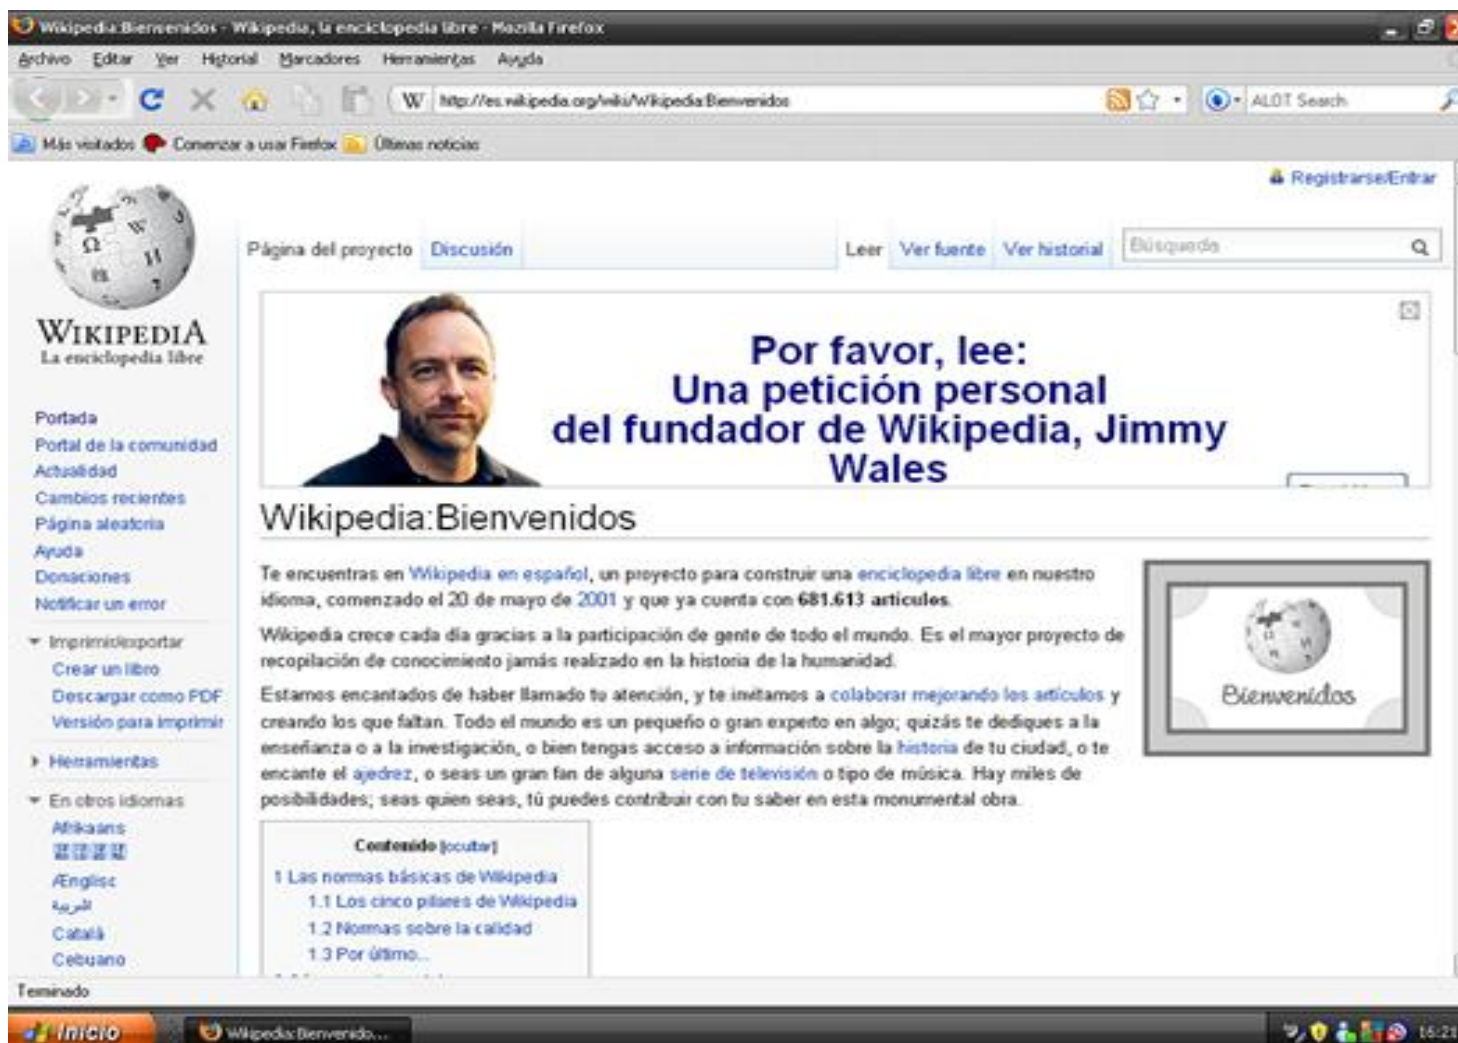 Wikipedia:Bienvenidos - Wikipedia, la enciclopedia libre - Mozilla Firefox
Archivo Editar Ver Historial Marcadores Herramientas Ayuda
W http://es.wikipedia.org/wiki/Wikipedia:Bienvenidos ALOT Search
Más visitados Comenzar a usar Firefox Últimas noticias
Registrarse/Entrar
Página del proyecto Discusión Leer Ver fuente Ver historial Búsqueda
WIKIPEDIA
La enciclopedia libre
Por favor, lee:
Una petición personal
del fundador de Wikipedia, Jimmy
Wales
Portada
Portal de la comunidad
Actualidad
Cambios recientes
Página aleatoria
Ayuda
Donaciones
Notificar un error
Imprimir/exportar
Crear un libro
Descargar como PDF
Versión para imprimir
Herramientas
En otros idiomas
Afrikaans
Ænglisc
العربية
Català
Cebuano
Wikipedia:Bienvenidos
Te encuentras en Wikipedia en español, un proyecto para construir una enciclopedia libre en nuestro
idioma, comenzado el 20 de mayo de 2001 y que ya cuenta con 681.613 artículos.
Wikipedia crece cada día gracias a la participación de gente de todo el mundo. Es el mayor proyecto de
recopilación de conocimiento jamás realizado en la historia de la humanidad.
Estamos encantados de haber llamado tu atención, y te invitamos a colaborar mejorando los artículos y
creando los que faltan. Todo el mundo es un pequeño o gran experto en algo; quizás te dediques a la
enseñanza o a la investigación, o bien tengas acceso a información sobre la historia de tu ciudad, o te
encante el ajedrez, o seas un gran fan de alguna serie de televisión o tipo de música. Hay miles de
posibilidades; seas quien seas, tú puedes contribuir con tu saber en esta monumental obra.
Bienvenidos
Contenido [ocultar]
1 Las normas básicas de Wikipedia
1.1 Los cinco pilares de Wikipedia
1.2 Normas sobre la calidad
1.3 Por último...
Terminado
Inicio Wikipedia:Bienvenido... 16:21